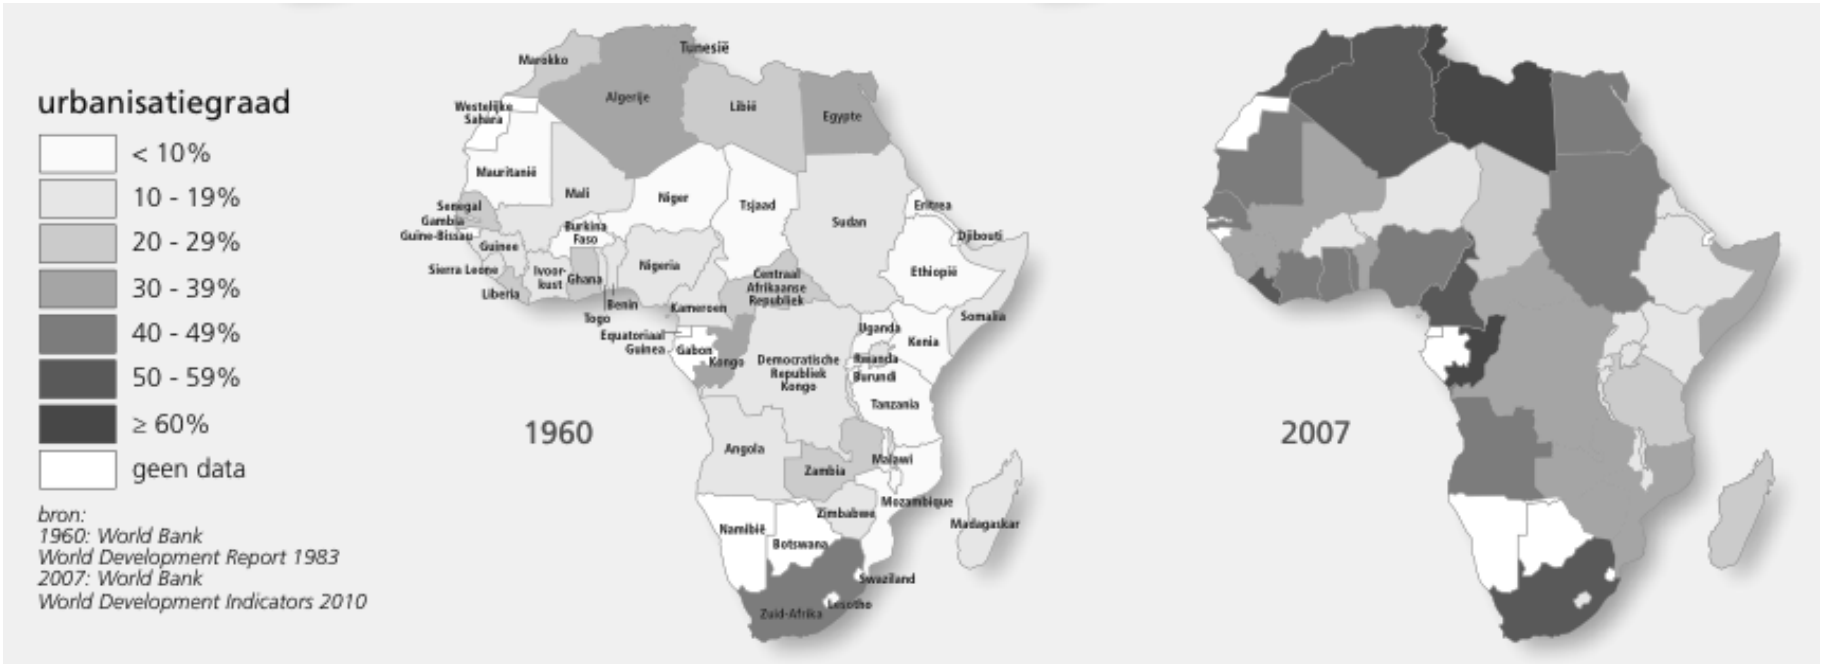 urbanisatiegraad
< 10%
10 - 19%
20 - 29%
30 - 39%
40 - 49%
50 - 59%
≥ 60%
geen data
bron:
1960: World Bank
World Development Report 1983
2007: World Bank
World Development Indicators 2010
Tunesië
Marokko
Algerije
Libië
Egypte
Westelijke
Sahara
Mauritanië
Mali
Niger
Tsjaad
Sudan
Eritrea
Djibouti
Senegal
Gambia
Guine-Bissau
Guinee
Burkina
Faso
Sierra Leone
Liberia
Ivoor-
kust
Ghana
Togo
Benin
Nigeria
Kameroen
Centraal
Afrikaanse
Republiek
Ethiopië
Somalia
Equatoriaal
Guinea
Gabon
Kongo
Democratische
Republiek
Kongo
Uganda
Kenia
Rwanda
Burundi
Tanzania
1960
Angola
Zambia
Malawi
Mozambique
Zimbabwe
Madagaskar
Namibië
Botswana
Swaziland
Lesotho
Zuid-Afrika
2007